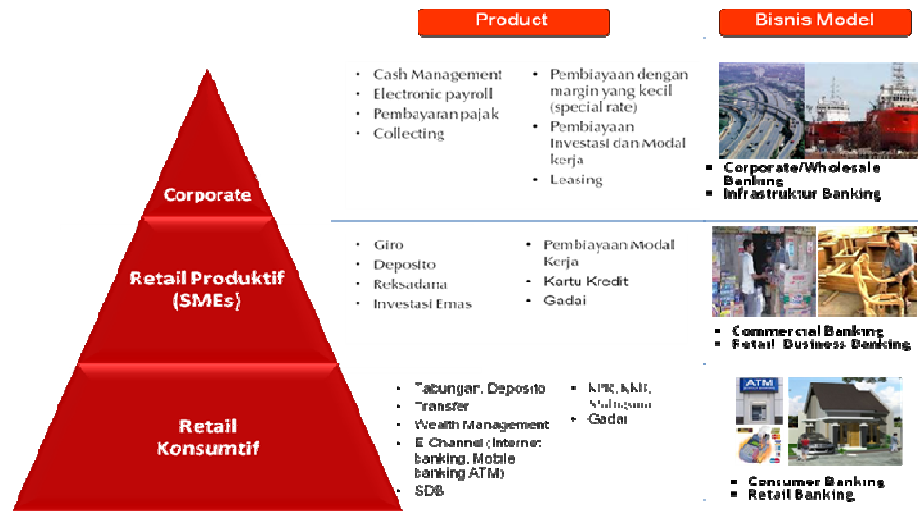 Product
Bisnis Model
Corporate
• Cash Management
• Electronic payroll
• Pembayaran pajak
• Collecting
• Pembiayaan dengan
margin yang kecil
(special rate)
• Pembiayaan
Investasi dan Modal
kerja
• Leasing
▪ Corporate/Wholesale
Banking
▪ Infrastruktur Banking
Retail Produktif
(SMEs)
• Giro
• Deposito
• Reksadana
• Investasi Emas
• Pembiayaan Modal
Kerja
• Kartu Kredit
• Gadai
▪ Commercial Banking
▪ Retail Business Banking
Retail
Konsumtif
• Tabungan, Deposito
• Transfer
• Wealth Management
• E Channel (Internet
banking, Mobile
banking ATM)
• SDB
• KPR,
• Gadai
ATM
▪ Consumer Banking
▪ Retail Banking